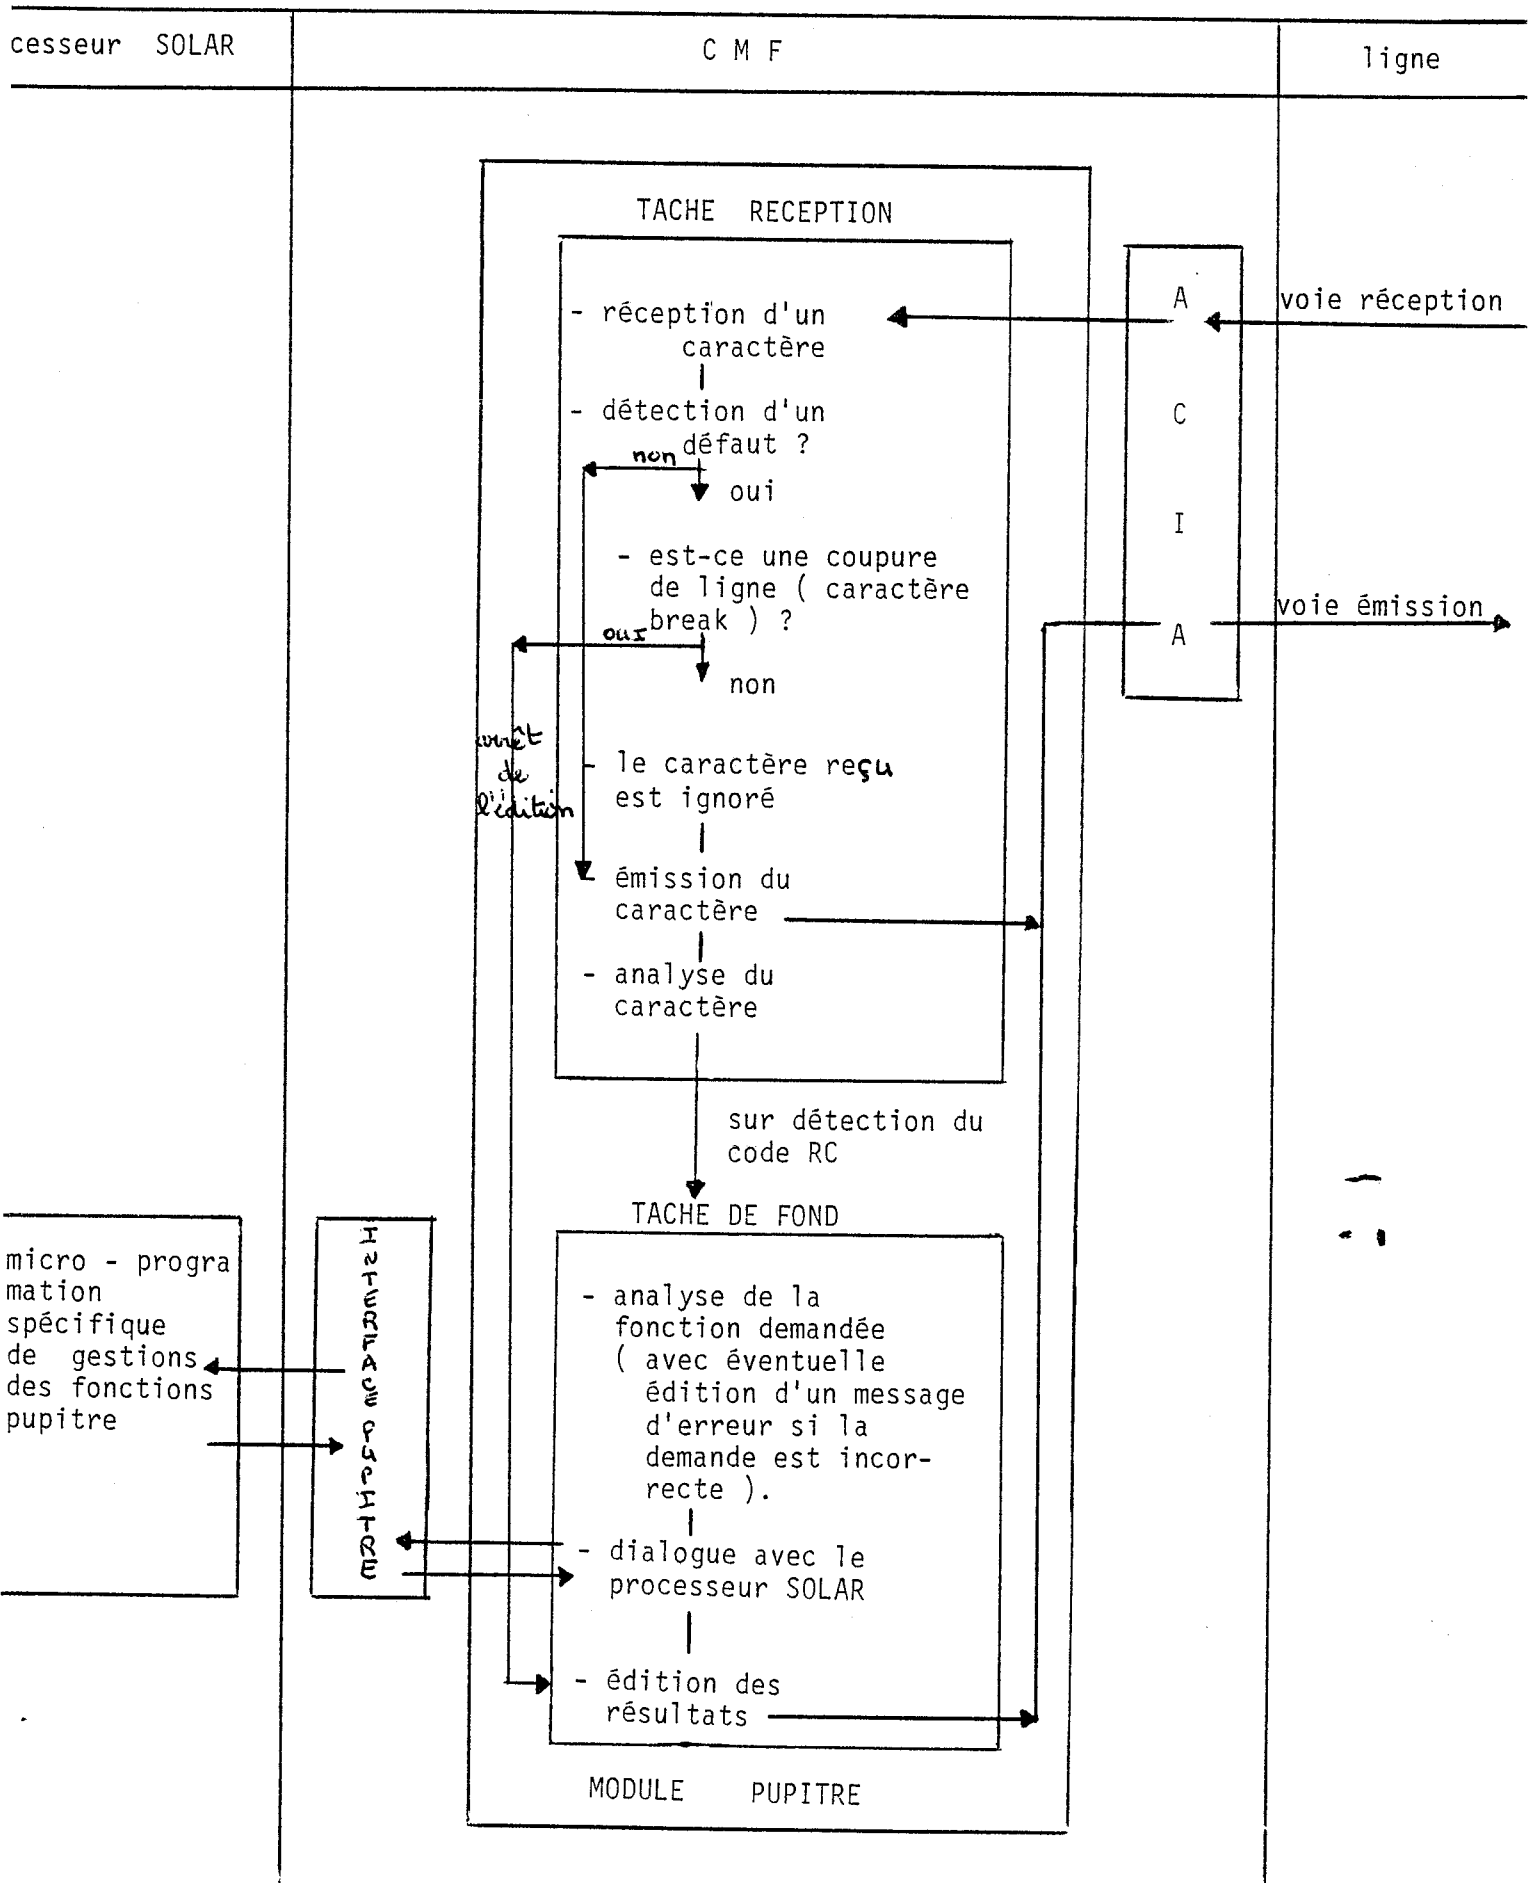 cesseur SOLAR
C M F
ligne
TACHE RECEPTION
- réception d'un
caractère
- détection d'un
défaut ?
non
oui
- est-ce une coupure
de ligne ( caractère
break ) ?
oui
non
arrêt
de
l'édition
- le caractère reçu
est ignoré
- émission du
caractère
- analyse du
caractère
A
C
I
A
voie réception
voie émission
sur détection du
code RC
TACHE DE FOND
- analyse de la
fonction demandée
( avec éventuelle
édition d'un message
d'erreur si la
demande est incor-
recte ).
- dialogue avec le
processeur SOLAR
- édition des
résultats
MODULE PUPITRE
micro - progra
mation
spécifique
de gestions
des fonctions
pupitre
INTERFACE PUPITRE